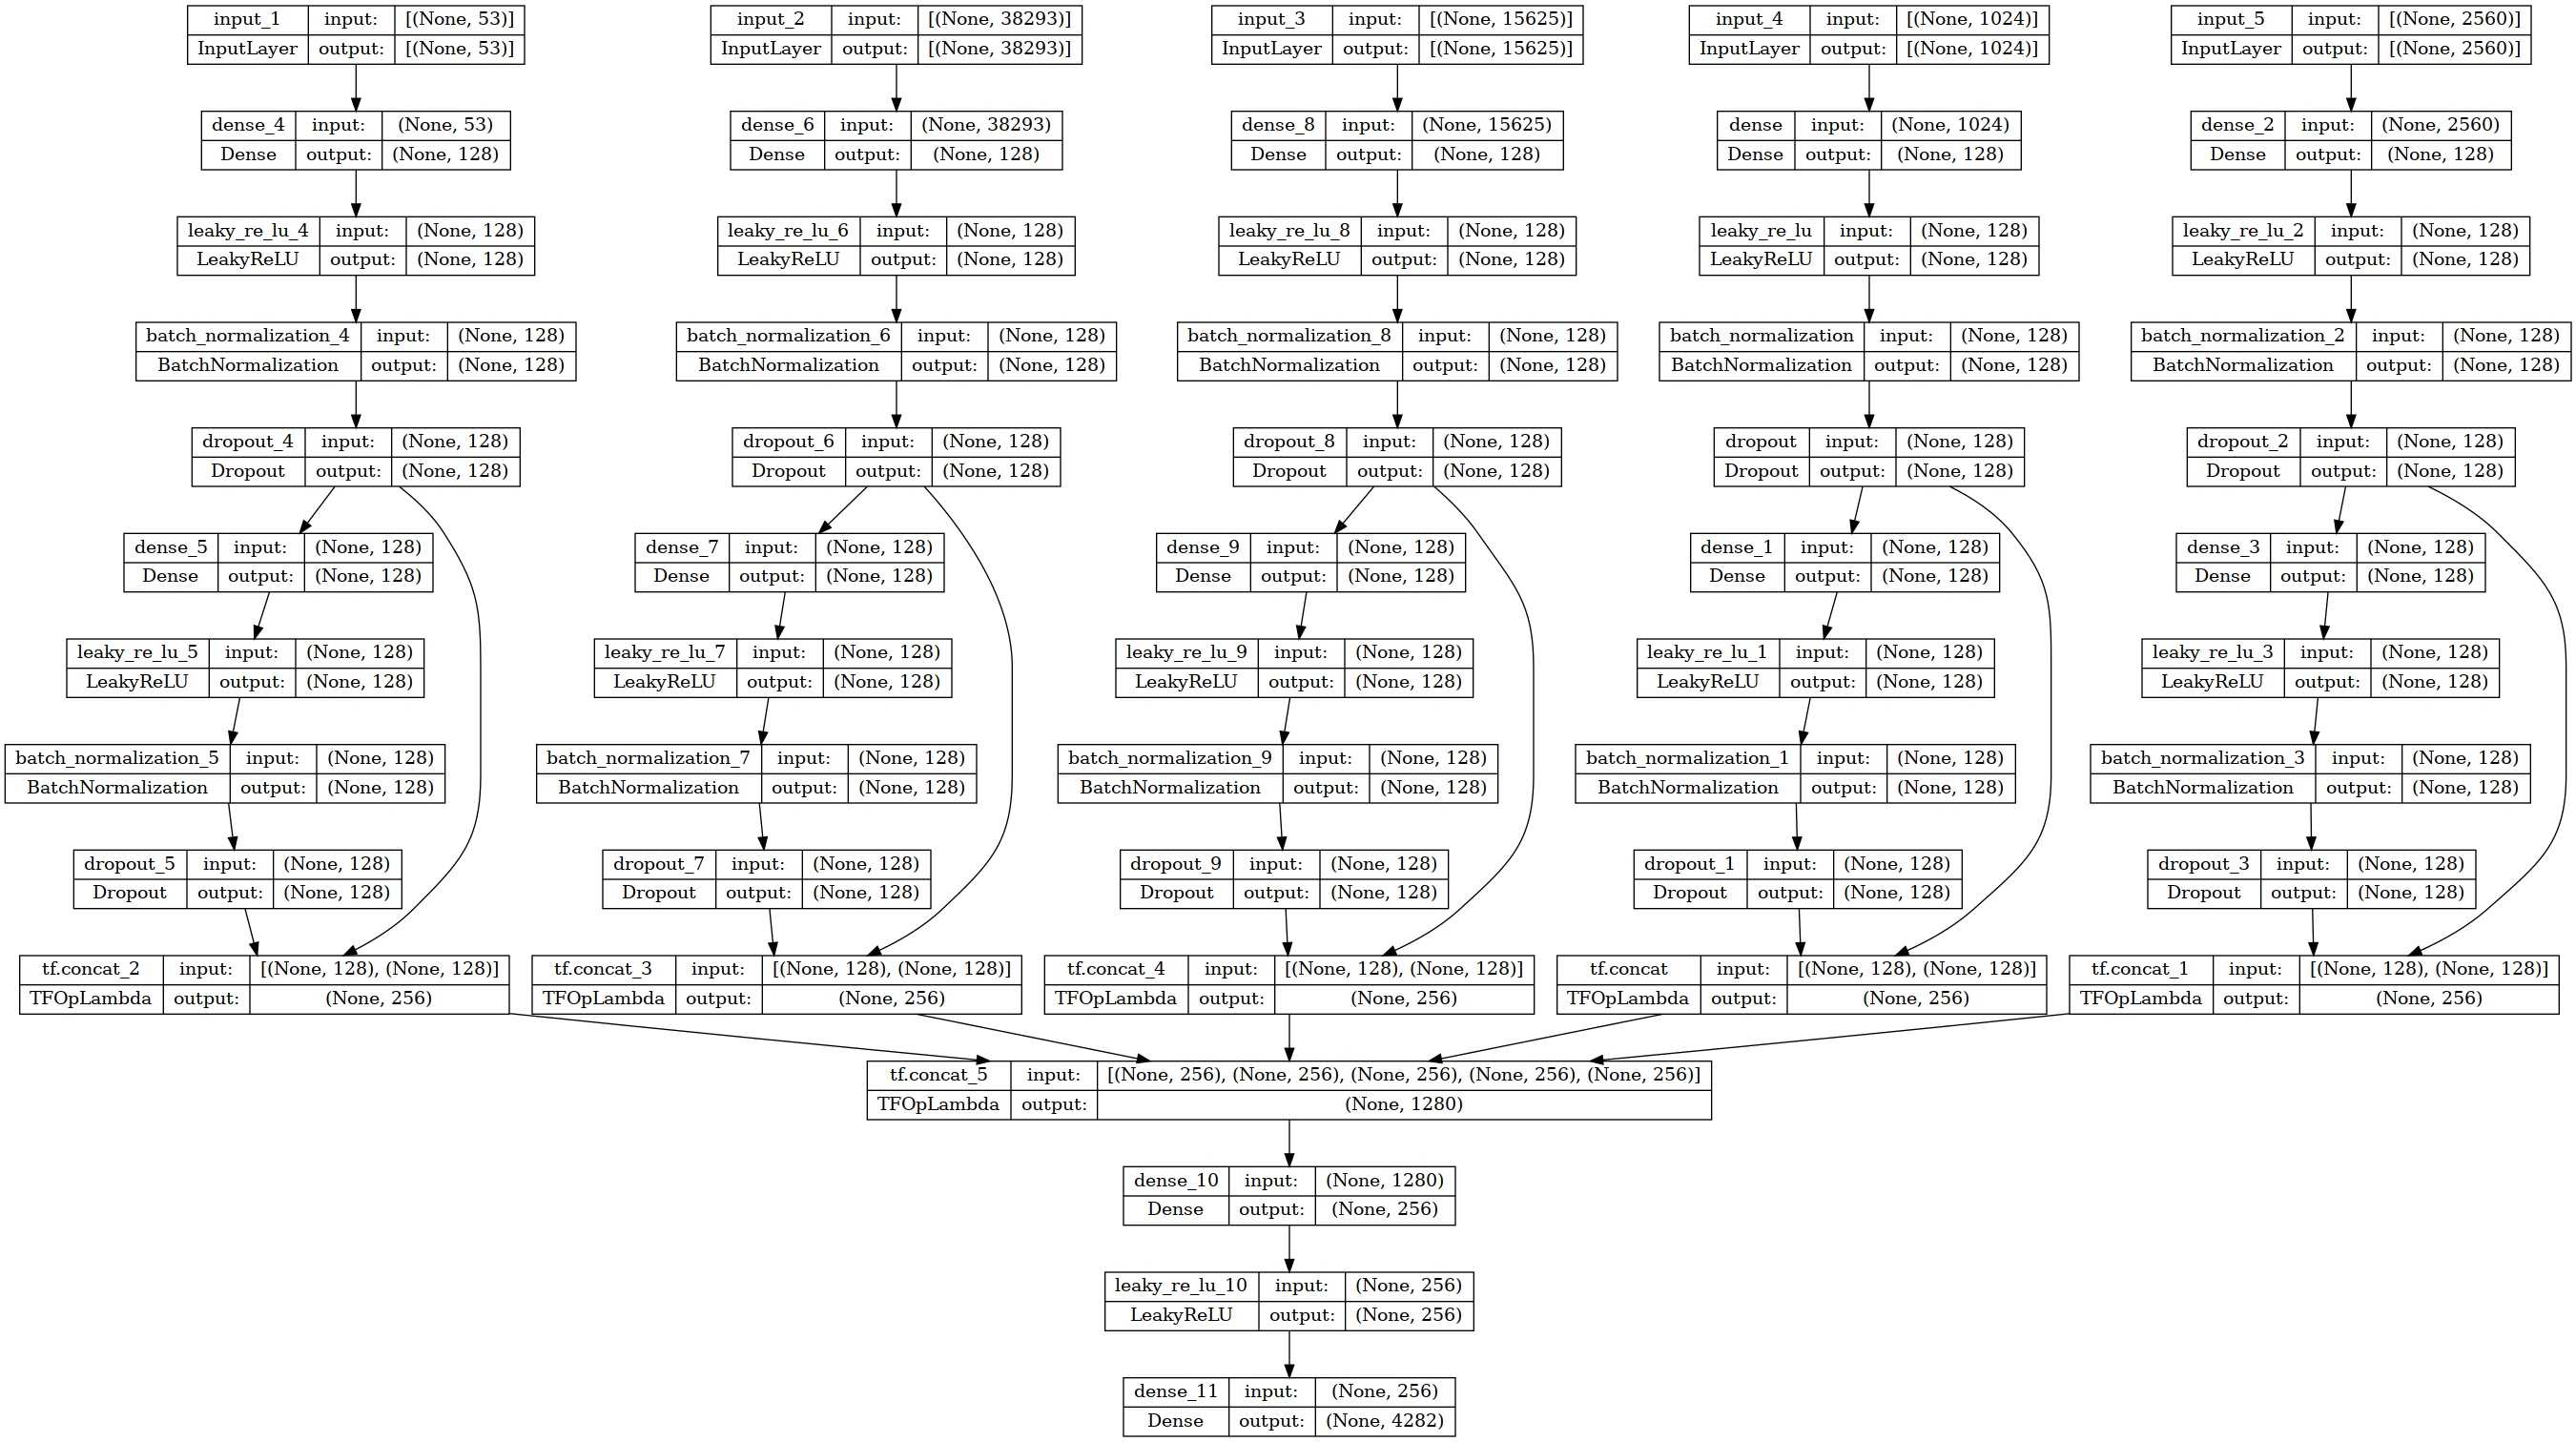 input_1 input: [(None, 53)]
InputLayer output: [(None, 53)]
input_2 input: [(None, 38293)]
InputLayer output: [(None, 38293)]
input_3 input: [(None, 15625)]
InputLayer output: [(None, 15625)]
input_4 input: [(None, 1024)]
InputLayer output: [(None, 1024)]
input_5 input: [(None, 2560)]
InputLayer output: [(None, 2560)]
dense_4 input: (None, 53)
Dense output: (None, 128)
dense_6 input: (None, 38293)
Dense output: (None, 128)
dense_8 input: (None, 15625)
Dense output: (None, 128)
dense input: (None, 1024)
Dense output: (None, 128)
dense_2 input: (None, 2560)
Dense output: (None, 128)
leaky_re_lu_4 input: (None, 128)
LeakyReLU output: (None, 128)
leaky_re_lu_6 input: (None, 128)
LeakyReLU output: (None, 128)
leaky_re_lu_8 input: (None, 128)
LeakyReLU output: (None, 128)
leaky_re_lu input: (None, 128)
LeakyReLU output: (None, 128)
leaky_re_lu_2 input: (None, 128)
LeakyReLU output: (None, 128)
batch_normalization_4 input: (None, 128)
BatchNormalization output: (None, 128)
batch_normalization_6 input: (None, 128)
BatchNormalization output: (None, 128)
batch_normalization_8 input: (None, 128)
BatchNormalization output: (None, 128)
batch_normalization input: (None, 128)
BatchNormalization output: (None, 128)
batch_normalization_2 input: (None, 128)
BatchNormalization output: (None, 128)
dropout_4 input: (None, 128)
Dropout output: (None, 128)
dropout_6 input: (None, 128)
Dropout output: (None, 128)
dropout_8 input: (None, 128)
Dropout output: (None, 128)
dropout input: (None, 128)
Dropout output: (None, 128)
dropout_2 input: (None, 128)
Dropout output: (None, 128)
dense_5 input: (None, 128)
Dense output: (None, 128)
dense_7 input: (None, 128)
Dense output: (None, 128)
dense_9 input: (None, 128)
Dense output: (None, 128)
dense_1 input: (None, 128)
Dense output: (None, 128)
dense_3 input: (None, 128)
Dense output: (None, 128)
leaky_re_lu_5 input: (None, 128)
LeakyReLU output: (None, 128)
leaky_re_lu_7 input: (None, 128)
LeakyReLU output: (None, 128)
leaky_re_lu_9 input: (None, 128)
LeakyReLU output: (None, 128)
leaky_re_lu_1 input: (None, 128)
LeakyReLU output: (None, 128)
leaky_re_lu_3 input: (None, 128)
LeakyReLU output: (None, 128)
batch_normalization_5 input: (None, 128)
BatchNormalization output: (None, 128)
batch_normalization_7 input: (None, 128)
BatchNormalization output: (None, 128)
batch_normalization_9 input: (None, 128)
BatchNormalization output: (None, 128)
batch_normalization_1 input: (None, 128)
BatchNormalization output: (None, 128)
batch_normalization_3 input: (None, 128)
BatchNormalization output: (None, 128)
dropout_5 input: (None, 128)
Dropout output: (None, 128)
dropout_7 input: (None, 128)
Dropout output: (None, 128)
dropout_9 input: (None, 128)
Dropout output: (None, 128)
dropout_1 input: (None, 128)
Dropout output: (None, 128)
dropout_3 input: (None, 128)
Dropout output: (None, 128)
tf.concat_2 input: [(None, 128), (None, 128)]
TFOpLambda output: (None, 256)
tf.concat_3 input: [(None, 128), (None, 128)]
TFOpLambda output: (None, 256)
tf.concat_4 input: [(None, 128), (None, 128)]
TFOpLambda output: (None, 256)
tf.concat input: [(None, 128), (None, 128)]
TFOpLambda output: (None, 256)
tf.concat_1 input: [(None, 128), (None, 128)]
TFOpLambda output: (None, 256)
tf.concat_5 input: [(None, 256), (None, 256), (None, 256), (None, 256), (None, 256)]
TFOpLambda output: (None, 1280)
dense_10 input: (None, 1280)
Dense output: (None, 256)
leaky_re_lu_10 input: (None, 256)
LeakyReLU output: (None, 256)
dense_11 input: (None, 256)
Dense output: (None, 4282)